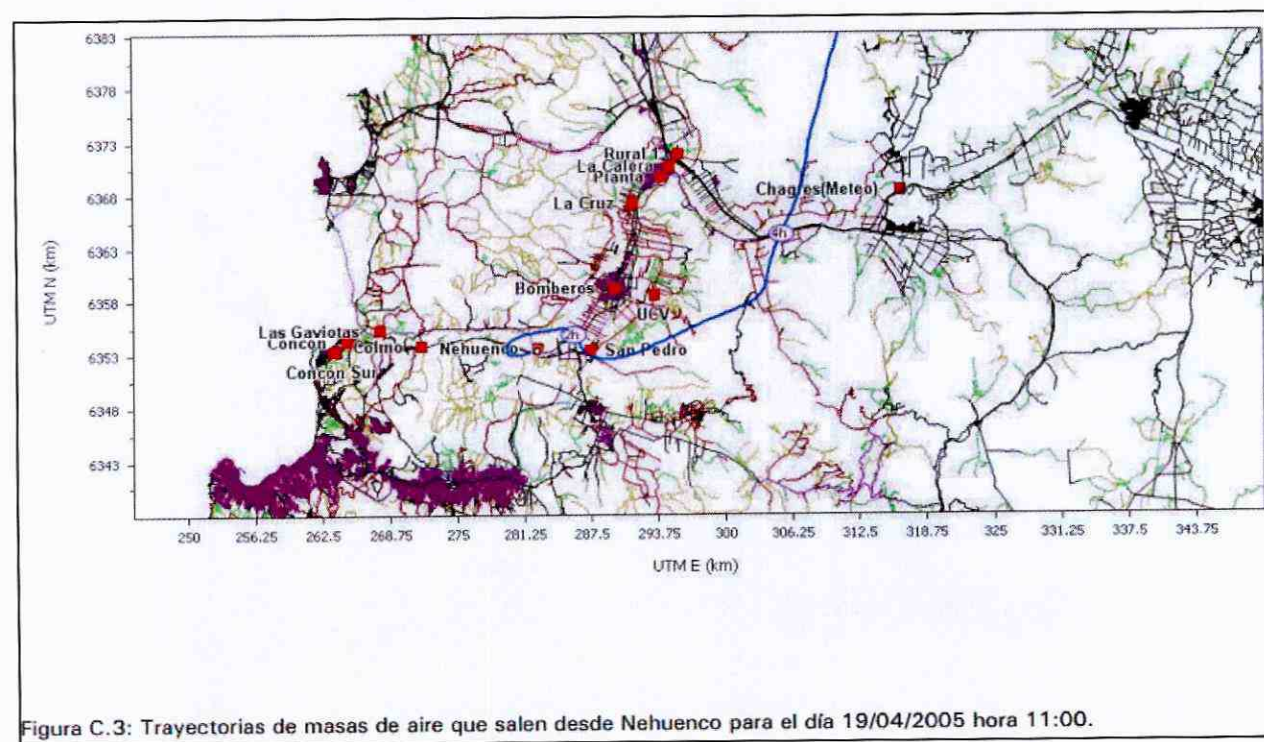 6383
6378
6373
6368
6363
6358
6353
6348
6343
UTM N (km)
Rural 1
La Calera
Planta
La Cruz
Chagres(Meteo)
4h
Bomberos
UCV
Las Gaviotas
Concón
Colmo
Nehuenco
2h
San Pedro
Concón Sur
250
256.25
262.5
268.75
275
281.25
287.5
293.75
300
306.25
312.5
318.75
325
331.25
337.5
343.75
UTM E (km)
Figura C.3: Trayectorias de masas de aire que salen desde Nehuenco para el día 19/04/2005 hora 11:00.